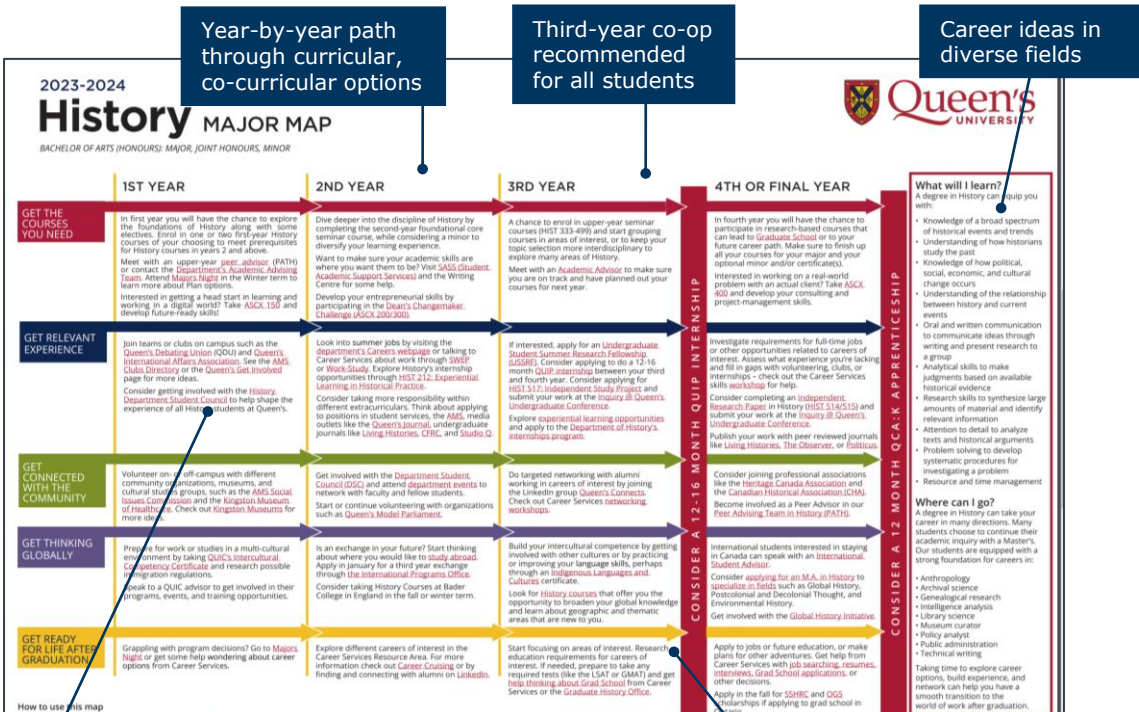 Year-by-year path
through curricular,
co-curricular options
Third-year co-op
recommended
for all students
Career ideas in
diverse fields
2023-2024
History MAJOR MAP
BACHELOR OF ARTS (HONOURS): MAJOR, JOINT HONOURS, MINOR
Queen's
UNIVERSITY
1ST YEAR
2ND YEAR
3RD YEAR
4TH OR FINAL YEAR
GET THE
COURSES
YOU NEED
In first year you will have the chance to explore
the foundations of History along with some
electives. Enrol in one or two first-year History
courses of your choosing to meet prerequisites
for History courses in year 2 and above.
Meet with an upper-year peer advisor (PATH)
or contact the Department's Academic Advising
Team. Attend Majors Night in the Winter term to
learn more about Plan options.
Interested in getting a head start in learning and
working in a digital world? Take ASCX 150 and
develop future-ready skills!
Dive deeper into the discipline of History by
completing the second-year foundational core
seminar course, while considering a minor to
diversify your learning experience.
Want to make sure your academic skills are
where you want them to be? Visit SASS (Student
Academic Support Services) and the Writing
Centre for some help.
Develop your entrepreneurial skills by
participating in the Dean's Changemaker
Challenge (ASCX 200/300).
A chance to enrol in upper-year seminar
courses (HIST 333-499) and start grouping
courses in areas of interest, or to keep your
topic selection more interdisciplinary to
explore many areas of History.
Meet with an Academic Advisor to make sure
you are on track and have planned out your
courses for next year.
In fourth year you will have the chance to
participate in research-based courses that
can lead to Graduate School or to your
future career path. Make sure to finish up
all your courses for your major and your
optional minor and/or certificate(s).
Interested in working on a real-world
problem with an actual client? Take ASCX
400 and develop your consulting and
project-management skills.
GET RELEVANT
EXPERIENCE
Join teams or clubs on campus such as the
Queen's Debating Union (QDU) and Queen's
International Affairs Association. See the AMS
Clubs Directory or the Queen's Get Involved
page for more ideas.
Consider getting involved with the History
Department Student Council to help shape the
experience of all History students at Queen's.
Look into summer jobs by visiting the
department's Careers webpage or talking to
Career Services about work through SWEP
or Work-Study. Explore History's internship
opportunities through HIST 212: Experiential
Learning in Historical Practice.
Consider taking more responsibility within
different extracurriculars. Think about applying
to positions in student services, the AMS, media
outlets like the Queen's Journal, undergraduate
journals like Living Histories, CFRC, and Studio Q.
If interested, apply for an Undergraduate
Student Summer Research Fellowship
(USSRF). Consider applying to do a 12-16
month QUIP internship between your third
and fourth year. Consider applying for
HIST 517: Independent Study Project and
submit your work at the Inquiry @ Queen's
Undergraduate Conference.
Explore experiential learning opportunities
and apply to the Department of History's
internships program.
Investigate requirements for full-time jobs
or other opportunities related to careers of
interest. Assess what experience you're lacking
and fill in gaps with volunteering, clubs, or
internships – check out the Career Services
skills workshop for help.
Consider completing an Independent
Research Paper in History (HIST 514/515) and
submit your work at the Inquiry @ Queen's
Undergraduate Conference.
Publish your work with peer reviewed journals
like Living Histories, The Observer, or Politicus.
GET
CONNECTED
WITH THE
COMMUNITY
Volunteer on- or off-campus with different
community organizations, museums, and
cultural studies groups, such as the AMS Social
Issues Commission and the Kingston Museum
of Healthcare. Check out Kingston Museums for
more ideas.
Get involved with the Department Student
Council (DSC) and attend department events to
network with faculty and fellow students.
Start or continue volunteering with organizations
such as Queen's Model Parliament.
Do targeted networking with alumni
working in careers of interest by joining
the LinkedIn group Queen's Connects.
Check out Career Services networking
workshops.
Consider joining professional associations
like the Heritage Canada Association and
the Canadian Historical Association (CHA).
Become involved as a Peer Advisor in our
Peer Advising Team in History (PATH).
GET THINKING
GLOBALLY
Prepare for work or studies in a multi-cultural
environment by taking QUIC's Intercultural
Competency Certificate and research possible
immigration regulations.
Speak to a QUIC advisor to get involved in their
programs, events, and training opportunities.
Is an exchange in your future? Start thinking
about where you would like to study abroad.
Apply in January for a third year exchange
through the International Programs Office.
Consider taking History Courses at Bader
College in England in the fall or winter term.
Build your intercultural competence by getting
involved with other cultures or by practicing
or improving your language skills, perhaps
through an Indigenous Languages and
Cultures certificate.
Look for History courses that offer you the
opportunity to broaden your global knowledge
and learn about geographic and thematic
areas that are new to you.
International students interested in staying
in Canada can speak with an International
Student Advisor.
Consider applying for an M.A. in History to
specialize in fields such as Global History,
Postcolonial and Decolonial Thought, and
Environmental History.
Get involved with the Global History Initiative.
GET READY
FOR LIFE AFTER
GRADUATION
Grappling with program decisions? Go to Majors
Night or get some help wondering about career
options from Career Services.
Explore different careers of interest in the
Career Services Resource Area. For more
information check out Career Cruising or by
finding and connecting with alumni on LinkedIn.
Start focusing on areas of interest. Research
education requirements for careers of
interest. If needed, prepare to take any
required tests (like the LSAT or GMAT) and get
help thinking about Grad School from Career
Services or the Graduate History Office.
Apply to jobs or future education, or make
plans for other adventures. Get help from
Career Services with job searching, resumes,
interviews, Grad School applications, or
other decisions.
Apply in the fall for SSHRC and OGS
scholarships if applying to grad school in
CONSIDER A 12-16 MONTH QUIP INTERNSHIP
CONSIDER A 12 MONTH QCA:K APPRENTICESHIP
What will I learn?
A degree in History can equip you
with:
• Knowledge of a broad spectrum
of historical events and trends
• Understanding of how historians
study the past
• Knowledge of how political,
social, economic, and cultural
change occurs
• Understanding of the relationship
between history and current
events
• Oral and written communication
to communicate ideas through
writing and present research to
a group
• Analytical skills to make
judgments based on available
historical evidence
• Research skills to synthesize large
amounts of material and identify
relevant information
• Attention to detail to analyze
texts and historical arguments
• Problem solving to develop
systematic procedures for
investigating a problem
• Resource and time management
Where can I go?
A degree in History can take your
career in many directions. Many
students choose to continue their
academic inquiry with a Master's.
Our students are equipped with a
strong foundation for careers in:
• Anthropology
• Archival science
• Genealogical research
• Intelligence analysis
• Library science
• Museum curator
• Policy analyst
• Public administration
• Technical writing
Taking time to explore career
options, build experience, and
network can help you have a
smooth transition to the
world of work after graduation.
How to use this map